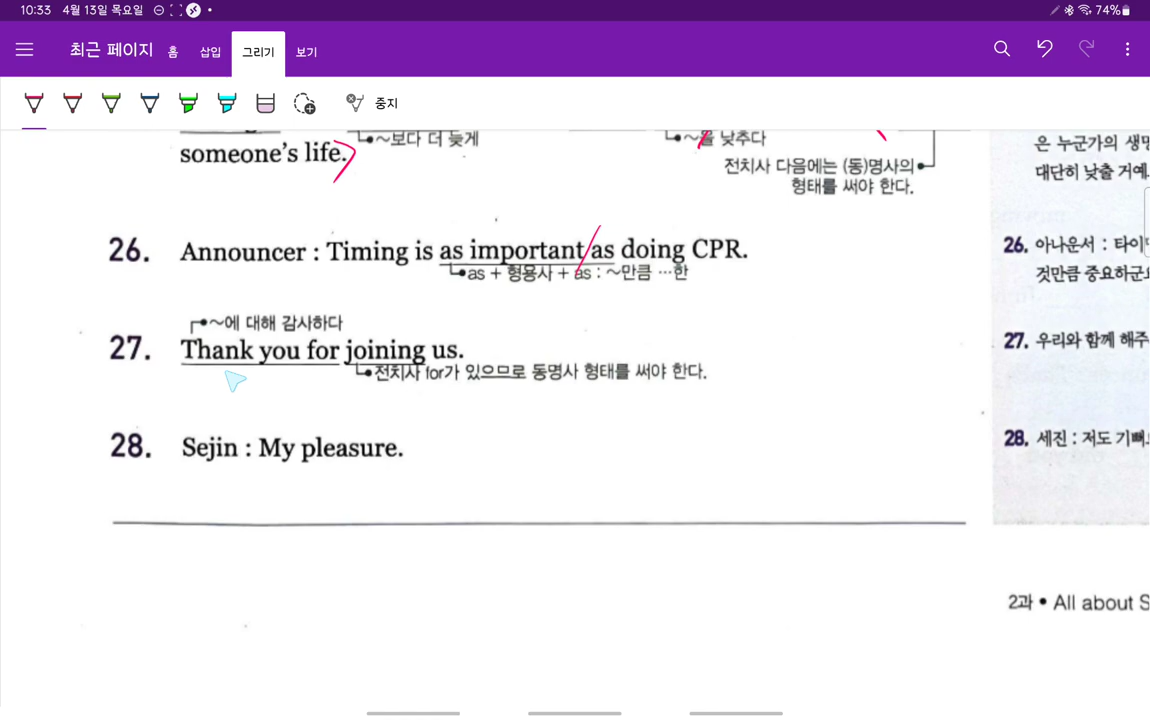 10:33 4월 13일 목요일
74%
최근 페이지 홈 삽입 그리기 보기
중지
~보다 더 늦게
~을 낮추다
someone's life.
전치사 다음에는 (동)명사의
형태를 써야 한다.
은 누군가의 생명
대단히 낮출 거예
26. Announcer : Timing is as important as doing CPR.
as + 형용사 + as : ~만큼 …한
26. 아나운서 : 타이
것만큼 중요하군요
~에 대해 감사하다
27. Thank you for joining us.
전치사 for가 있으므로 동명사 형태를 써야 한다.
27. 우리와 함께 해주
28. Sejin : My pleasure.
28. 세진 : 저도 기뻐
2과 • All about S